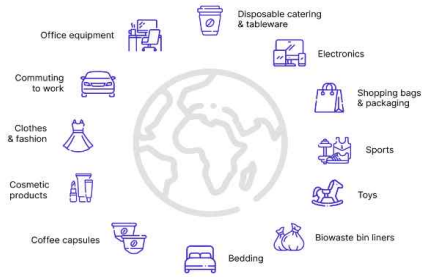 Disposable catering
& tableware
Office equipment
Electronics
Commuting
to work
Shopping bags
& packaging
Clothes
& fashion
Sports
Cosmetic
products
Toys
Coffee capsules
Biowaste bin liners
Bedding